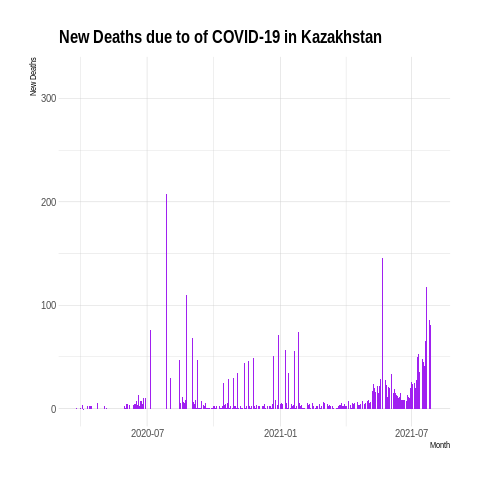 New Deaths due to of COVID-19 in Kazakhstan
New Deaths
300
200
100
0
2020-07
2021-01
2021-07
Month